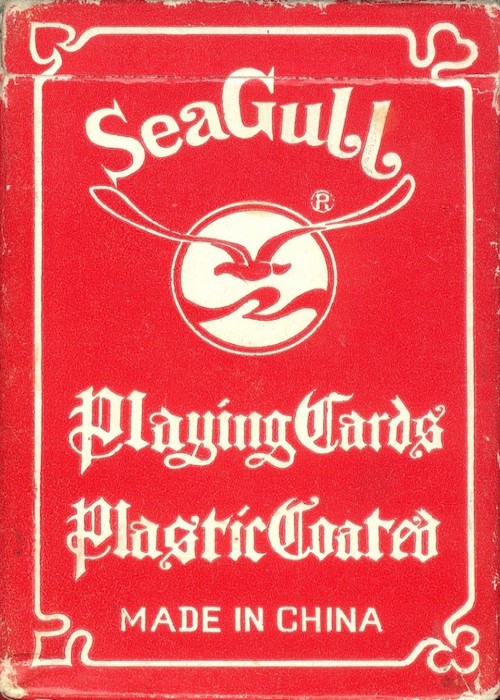 SeaGull
®
Playing Cards
Plastic Coated
MADE IN CHINA